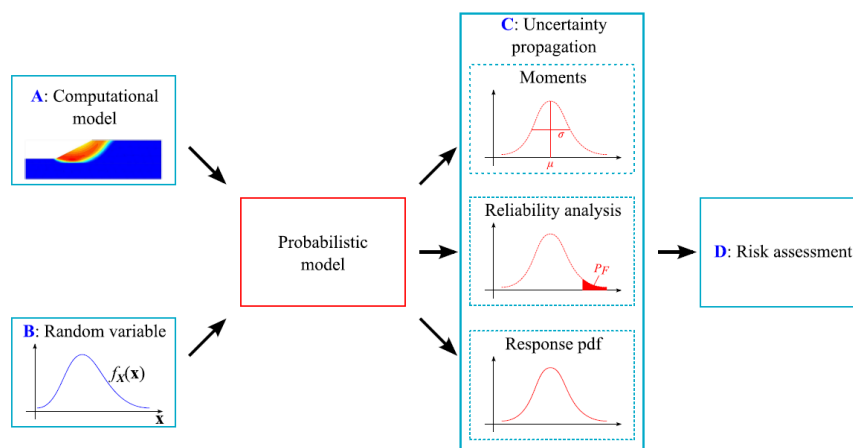 A: Computational
model
B: Random variable
f_X(x)
x
Probabilistic
model
C: Uncertainty
propagation
Moments
σ
μ
Reliability analysis
P_F
Response pdf
D: Risk assessment